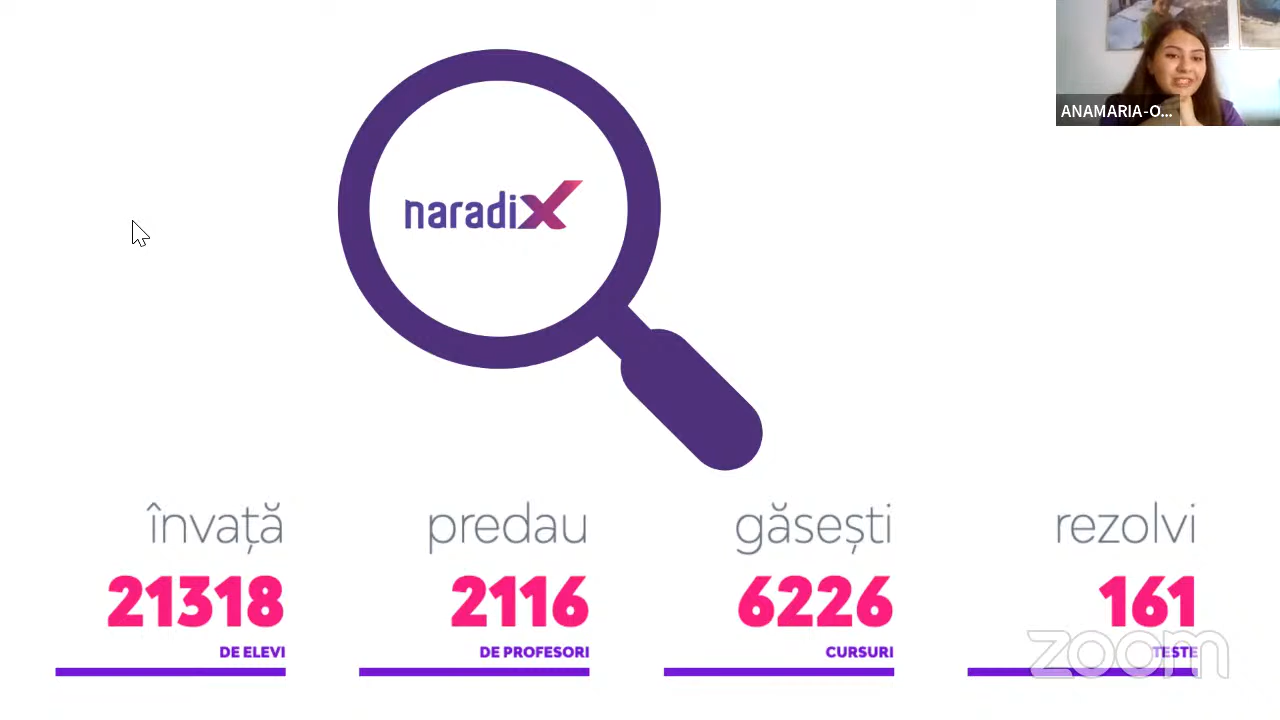 ANAMARIA-O...
naradix
învață
21318
DE ELEVI
predau
2116
DE PROFESORI
găsești
6226
CURSURI
rezolvi
161
TESTE
zoom